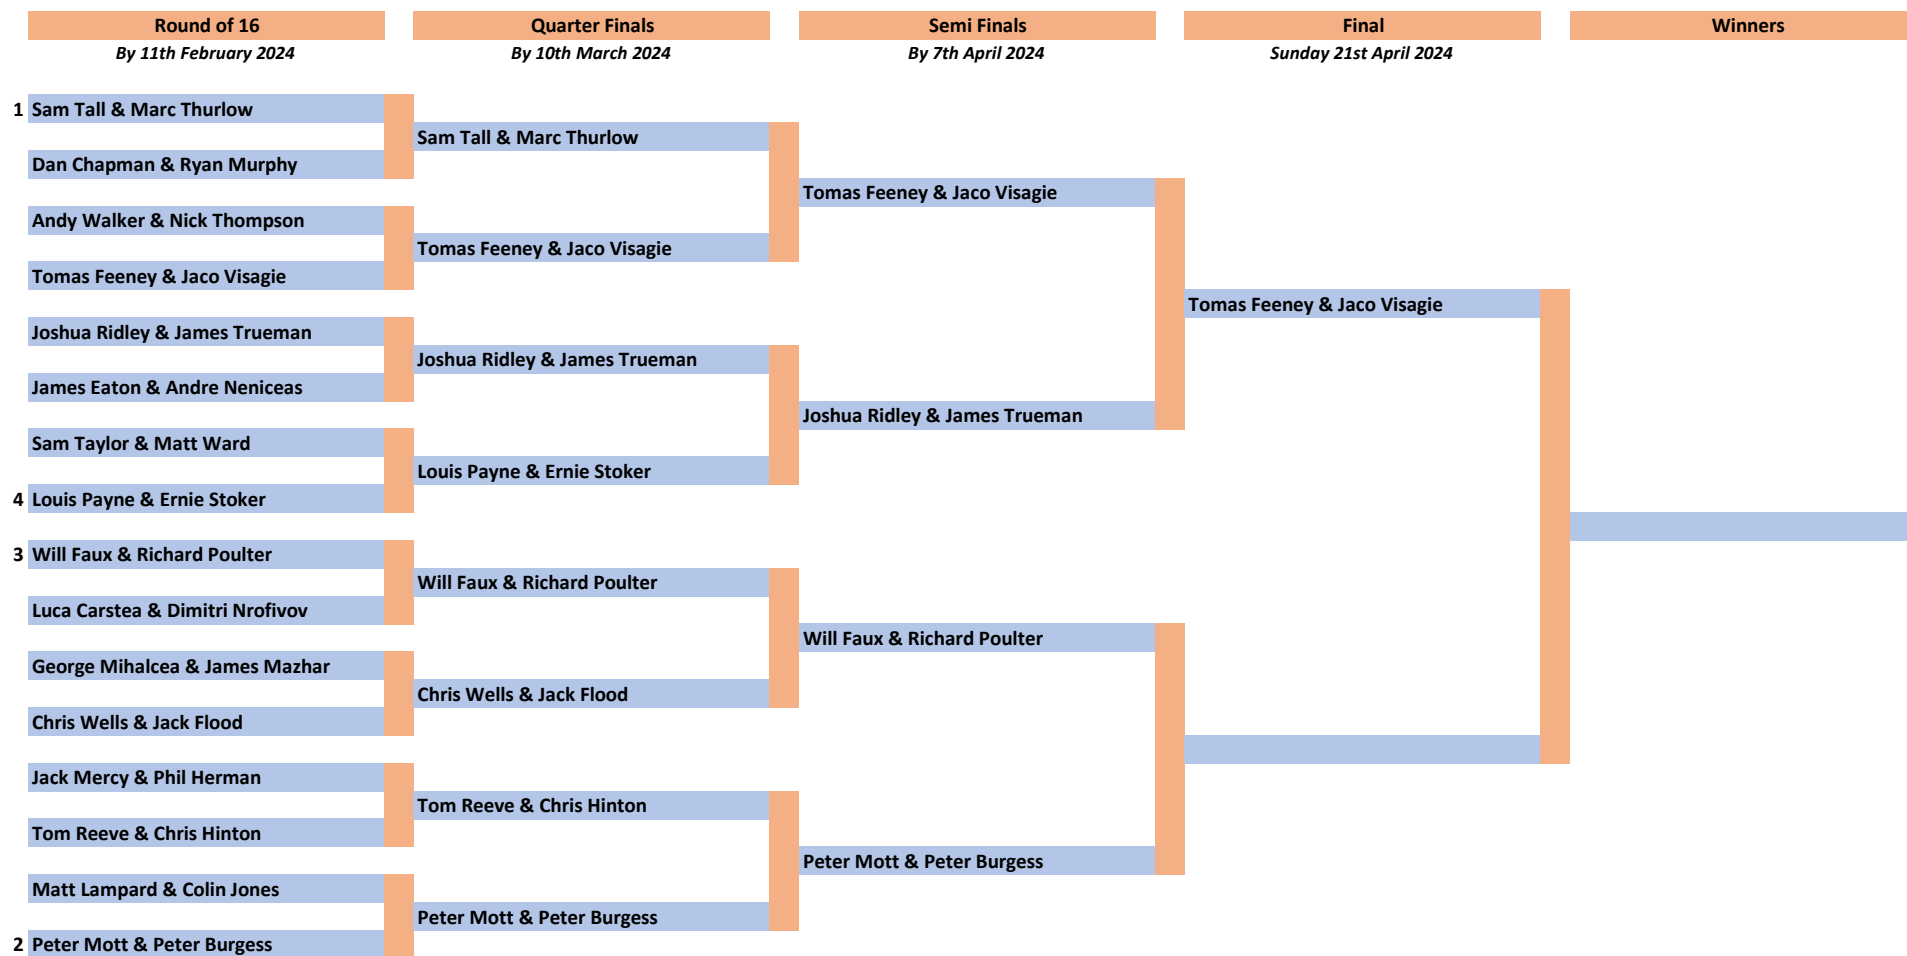 Round of 16
Quarter Finals
Semi Finals
Final
Winners
By 11th February 2024
By 10th March 2024
By 7th April 2024
Sunday 21st April 2024
1 Sam Tall & Marc Thurlow
Dan Chapman & Ryan Murphy
Andy Walker & Nick Thompson
Tomas Feeney & Jaco Visagie
Joshua Ridley & James Trueman
James Eaton & Andre Neniceas
Sam Taylor & Matt Ward
4 Louis Payne & Ernie Stoker
3 Will Faux & Richard Poulter
Luca Carstea & Dimitri Nrofivov
George Mihalcea & James Mazhar
Chris Wells & Jack Flood
Jack Mercy & Phil Herman
Tom Reeve & Chris Hinton
Matt Lampard & Colin Jones
2 Peter Mott & Peter Burgess
Sam Tall & Marc Thurlow
Tomas Feeney & Jaco Visagie
Joshua Ridley & James Trueman
Louis Payne & Ernie Stoker
Will Faux & Richard Poulter
Chris Wells & Jack Flood
Tom Reeve & Chris Hinton
Peter Mott & Peter Burgess
Tomas Feeney & Jaco Visagie
Joshua Ridley & James Trueman
Will Faux & Richard Poulter
Peter Mott & Peter Burgess
Tomas Feeney & Jaco Visagie